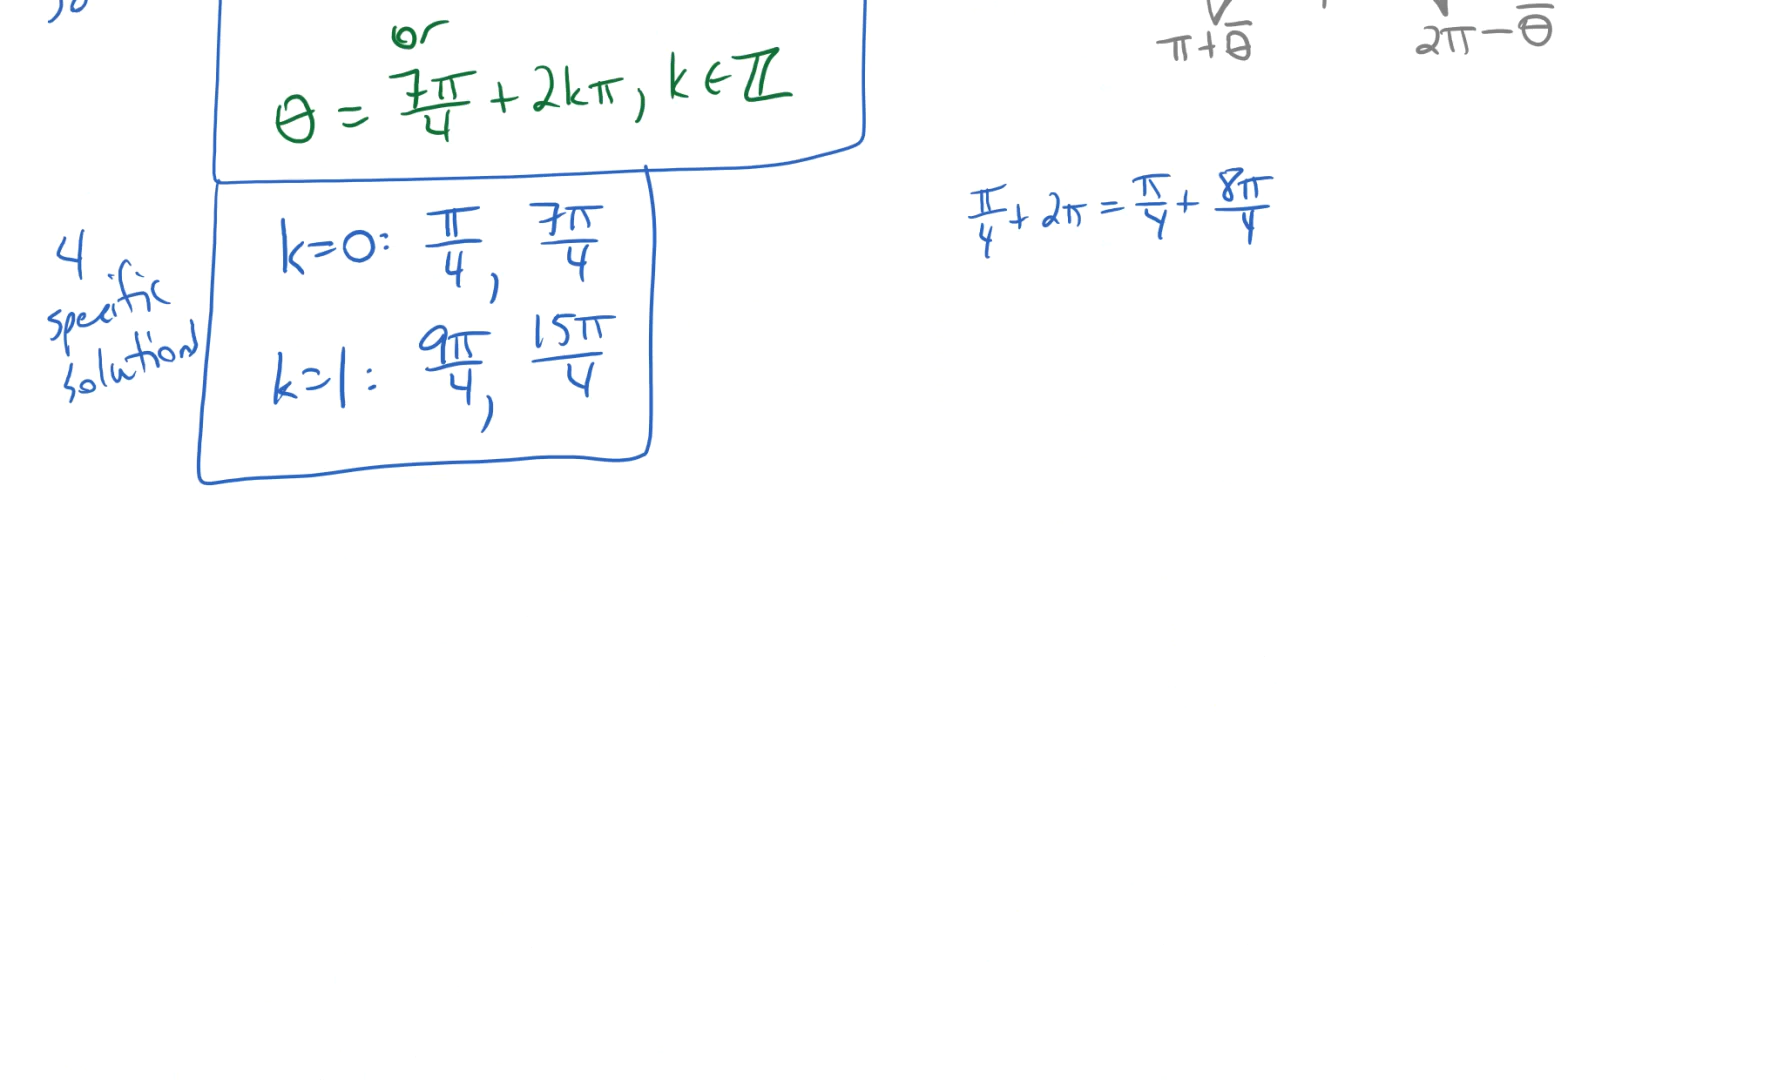 or
θ = 7π/4 + 2kπ, k ∈ ℤ
π + θ̅
2π − θ̅
4
specific
solutions
k=0: π/4, 7π/4
k=1: 9π/4, 15π/4
π/4 + 2π = π/4 + 8π/4